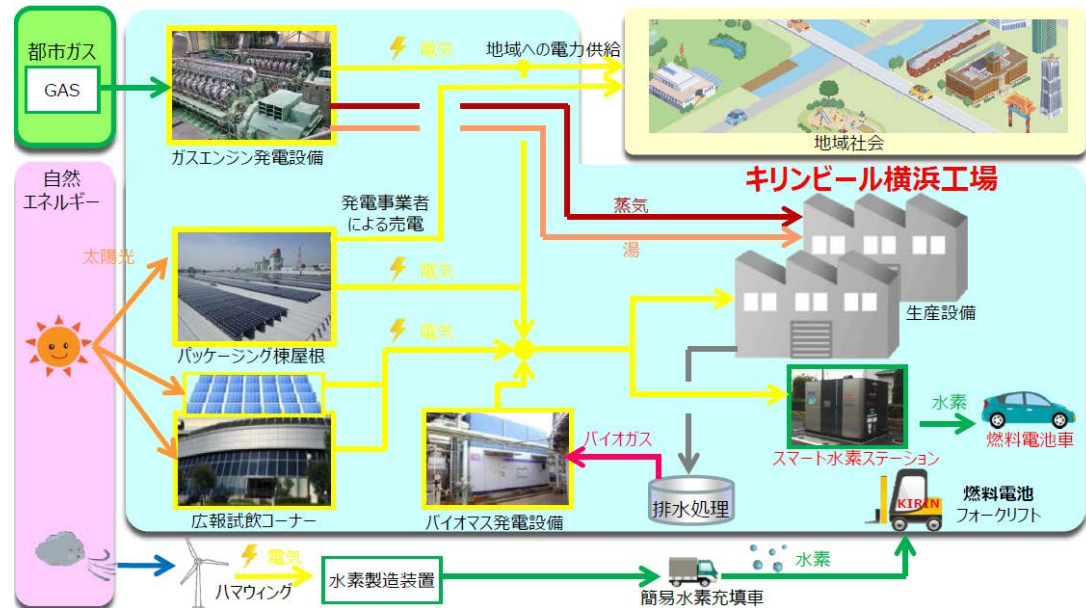 都市ガス
GAS
ガスエンジン発電設備
電気
地域への電力供給
地域社会
自然
エネルギー
太陽光
発電事業者
による売電
キリンビール横浜工場
蒸気
湯
電気
生産設備
パッケージング棟屋根
電気
水素
スマート水素ステーション
燃料電池車
バイオガス
広報試飲コーナー
バイオマス発電設備
排水処理
KIRIN
燃料電池
フォークリフト
電気
ハマウィング
水素製造装置
簡易水素充填車
水素